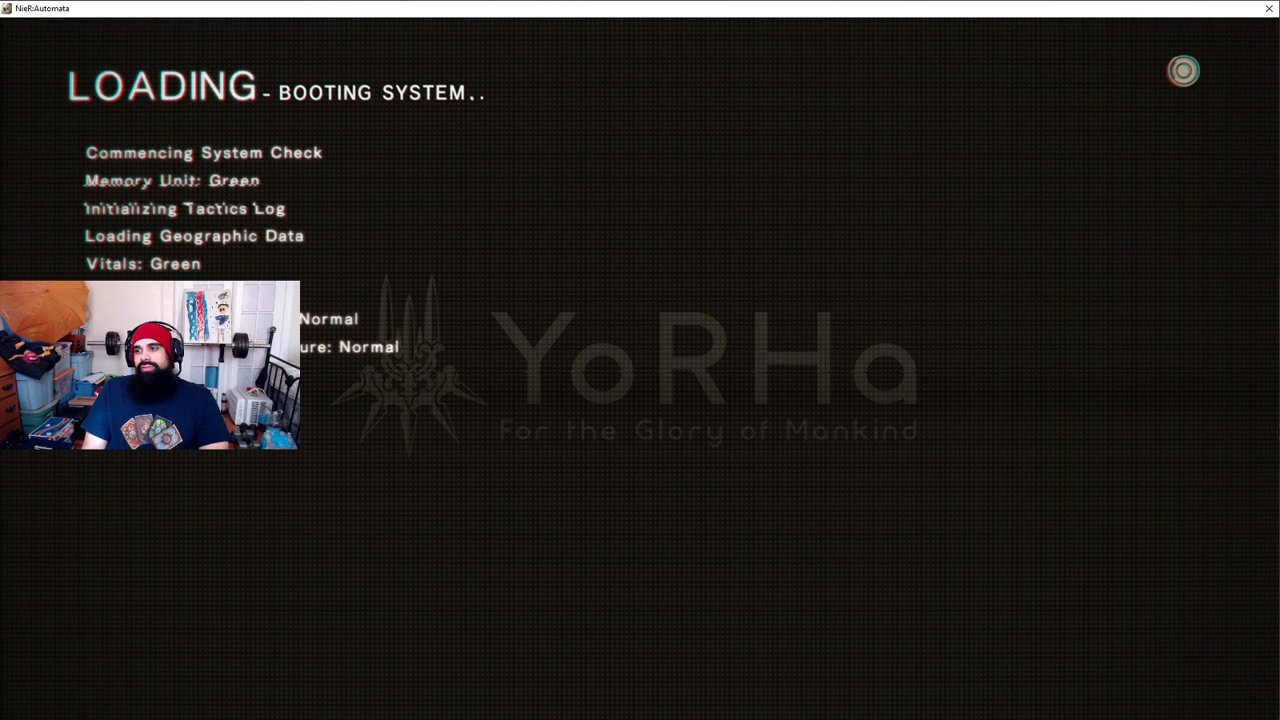 NieR:Automata
LOADING - BOOTING SYSTEM..
Commencing System Check
Memory Unit: Green
Initializing Tactics Log
Loading Geographic Data
Vitals: Green
Normal
ure: Normal
YoRHa
For the Glory of Mankind